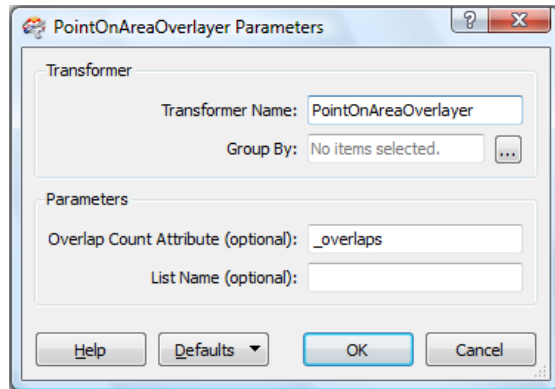 PointOnAreaOverlayer Parameters
Transformer
Transformer Name: PointOnAreaOverlayer
Group By: No items selected. ...
Parameters
Overlap Count Attribute (optional): _overlaps
List Name (optional):
Help Defaults OK Cancel